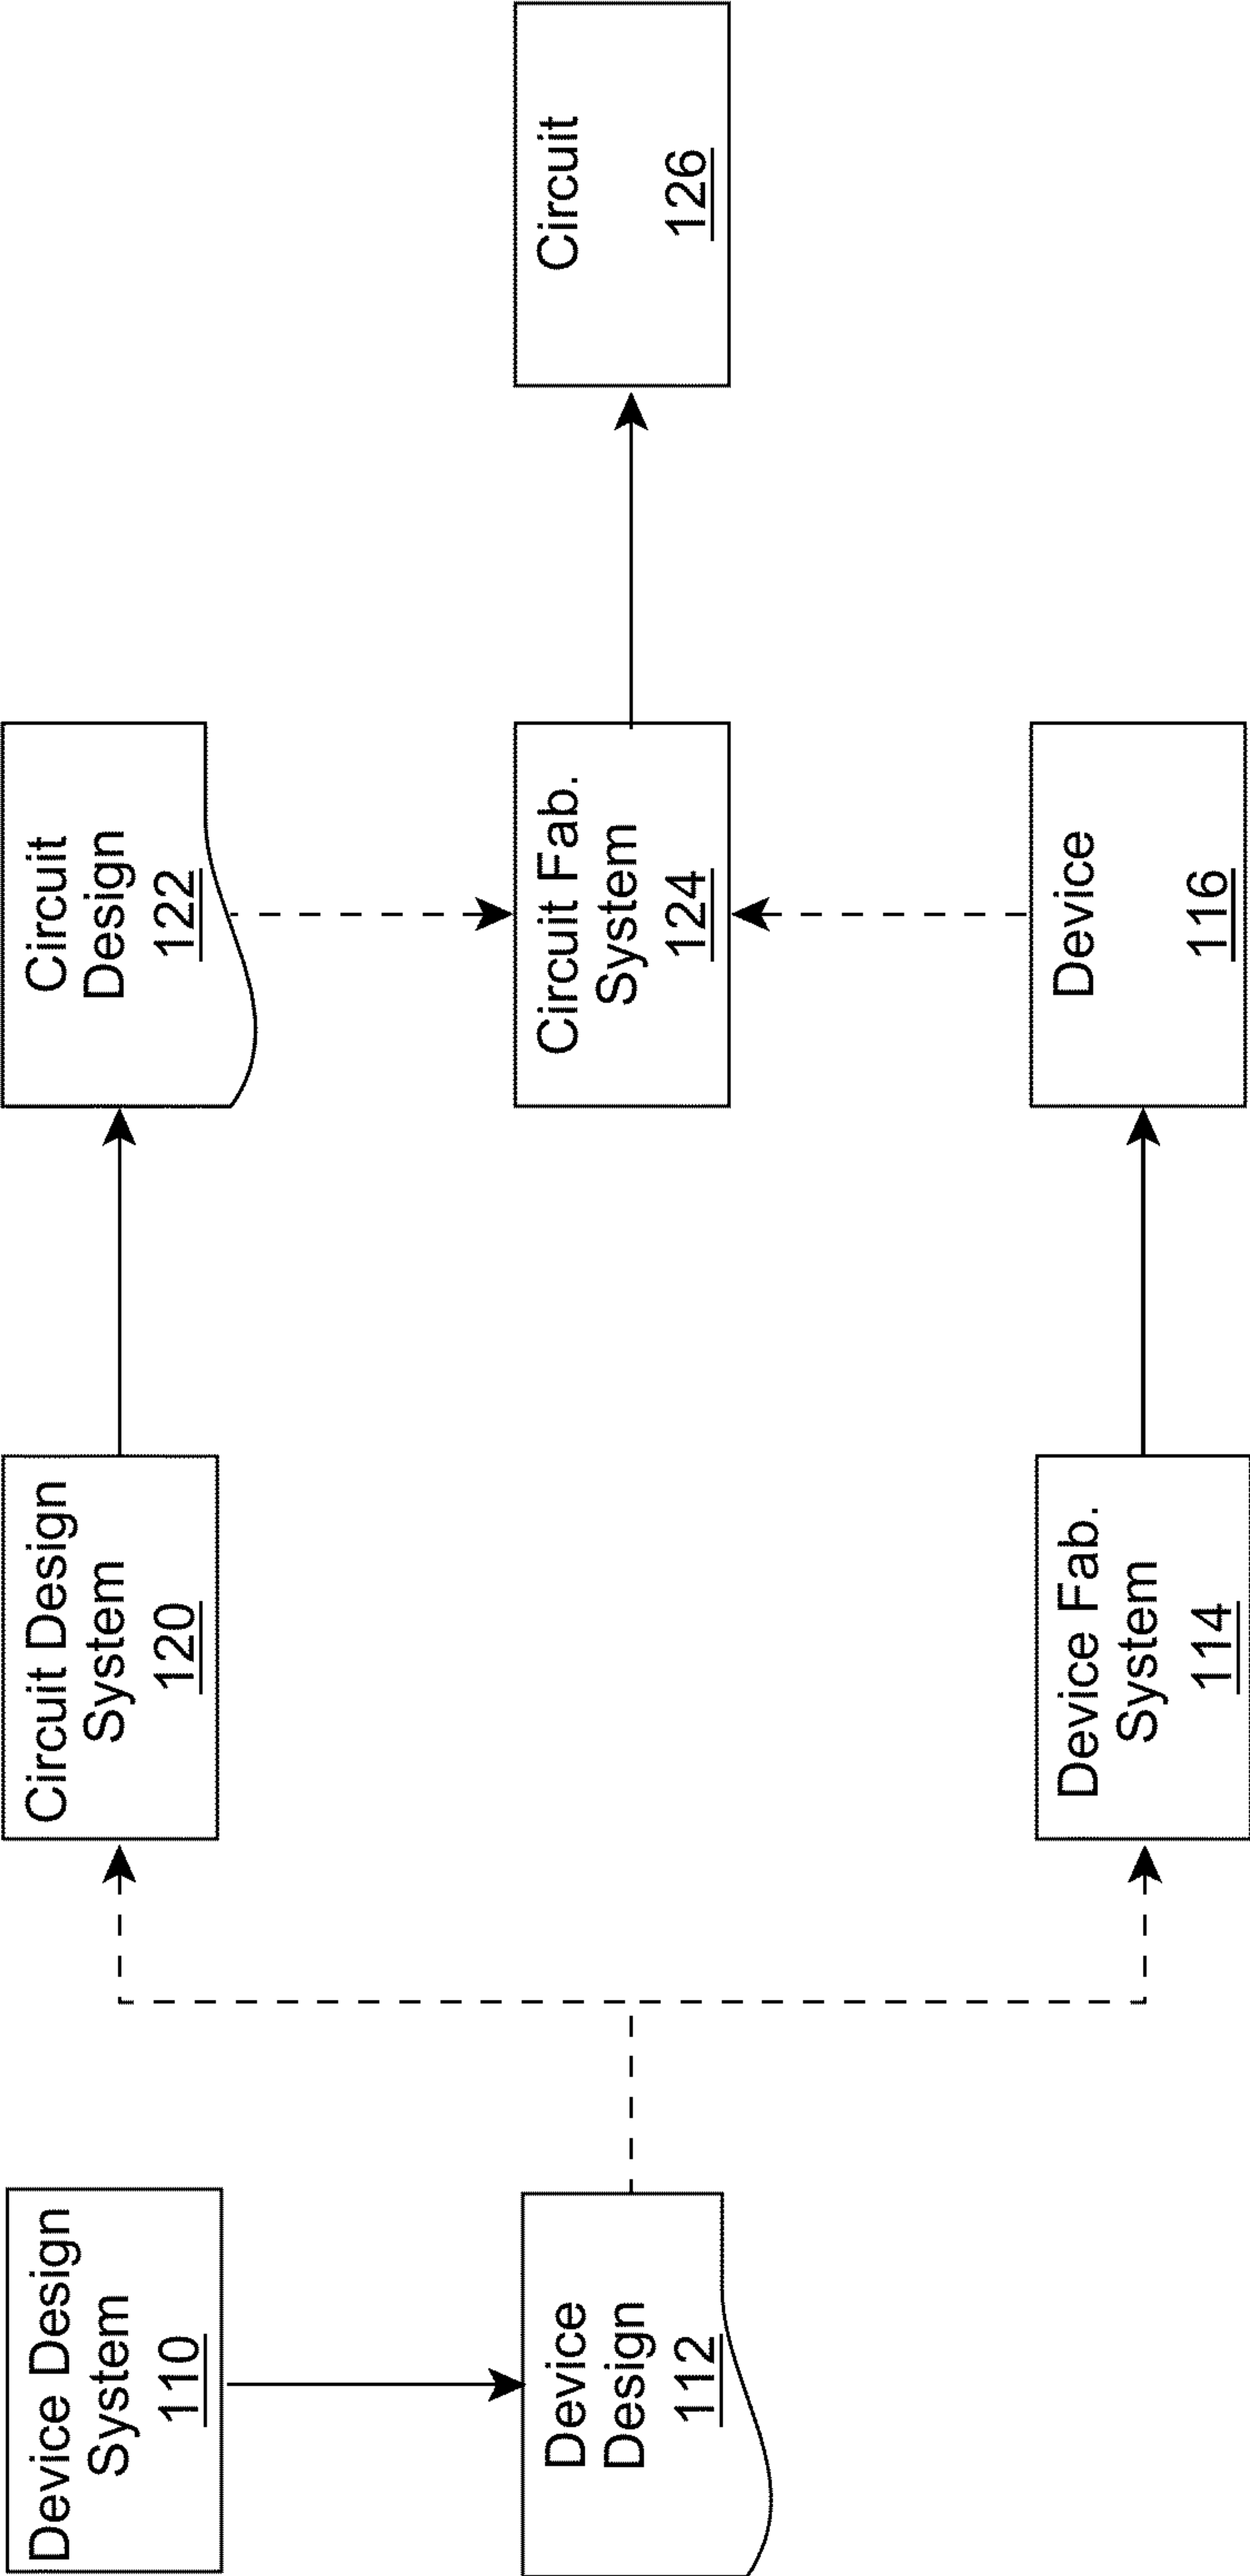 Device Design
System
110
Device
Design
112
Circuit Design
System
120
Device Fab.
System
114
Circuit
Design
122
Circuit Fab.
System
124
Device
116
Circuit
126